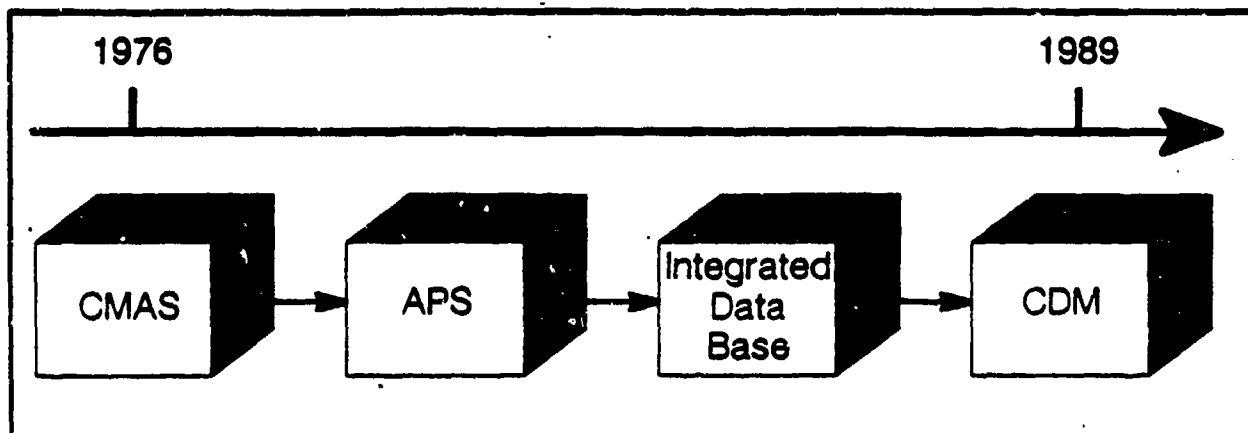 1976
1989
CMAS
APS
Integrated
Data
Base
CDM